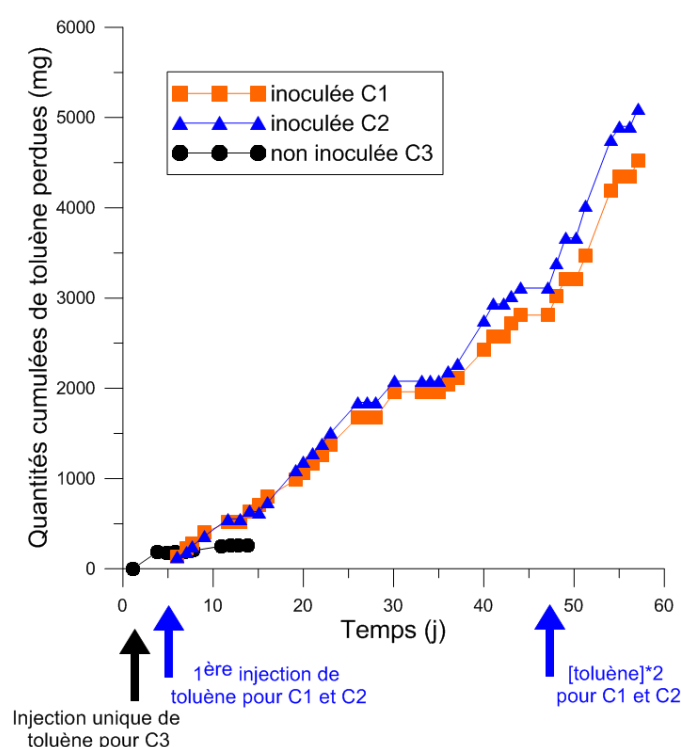 6000
5000
4000
3000
2000
1000
0
Quantités cumulées de toluène perdues (mg)
inoculée C1
inoculée C2
non inoculée C3
0 10 20 30 40 50 60
Temps (j)
1ère injection de
toluène pour C1 et C2
[toluène]*2
pour C1 et C2
Injection unique de
toluène pour C3